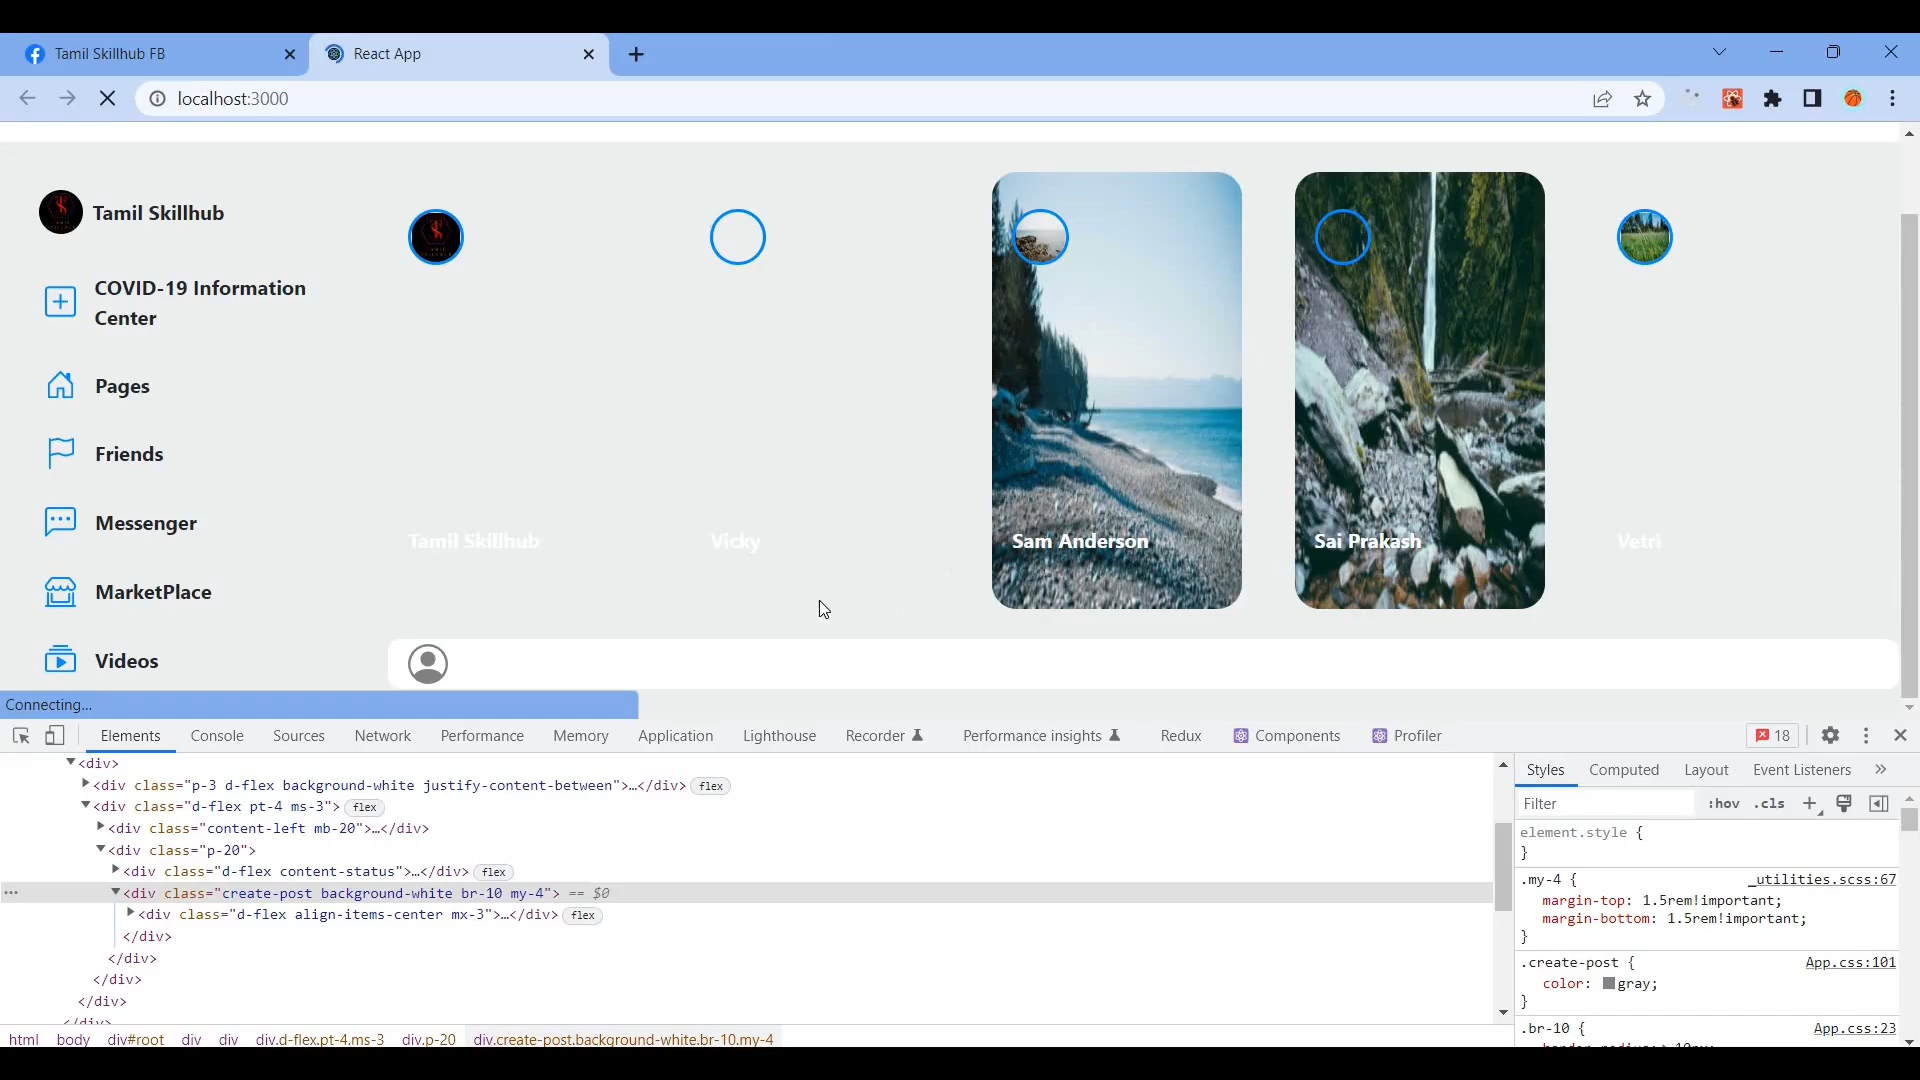 Tamil Skillhub FB
React App
localhost:3000
Tamil Skillhub
COVID-19 Information
Center
Pages
Friends
Messenger
MarketPlace
Videos
Tamil Skillhub
Vicky
Sam Anderson
Sai Prakash
Vetri
Connecting...
Elements Console Sources Network Performance Memory Application Lighthouse Recorder Performance insights Redux Components Profiler 18
<div>
<div class="p-3 d-flex background-white justify-content-between">…</div> flex
<div class="d-flex pt-4 ms-3"> flex
<div class="content-left mb-20">…</div>
<div class="p-20">
<div class="d-flex content-status">…</div> flex
<div class="create-post background-white br-10 my-4"> == $0
<div class="d-flex align-items-center mx-3">…</div> flex
</div>
</div>
</div>
</div>
</div>
html body div#root div div div.d-flex.pt-4.ms-3 div.p-20 div.create-post.background-white.br-10.my-4
Styles Computed Layout Event Listeners »
Filter :hov .cls
element.style {
}
.my-4 { _utilities.scss:67
margin-top: 1.5rem!important;
margin-bottom: 1.5rem!important;
}
.create-post { App.css:101
color: gray;
}
.br-10 { App.css:23